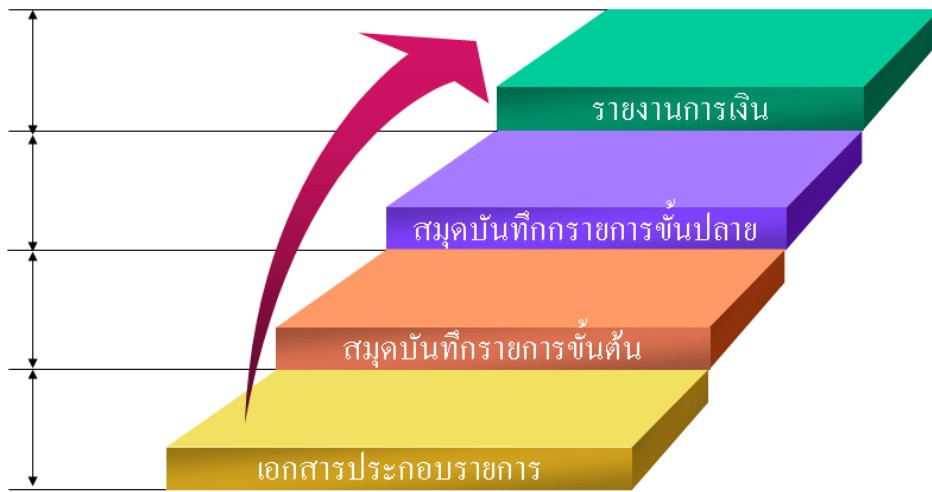 รายงานการเงิน
สมุดบันทึกกรายการขั้นปลาย
สมุดบันทึกรายการขั้นต้น
เอกสารประกอบรายการ